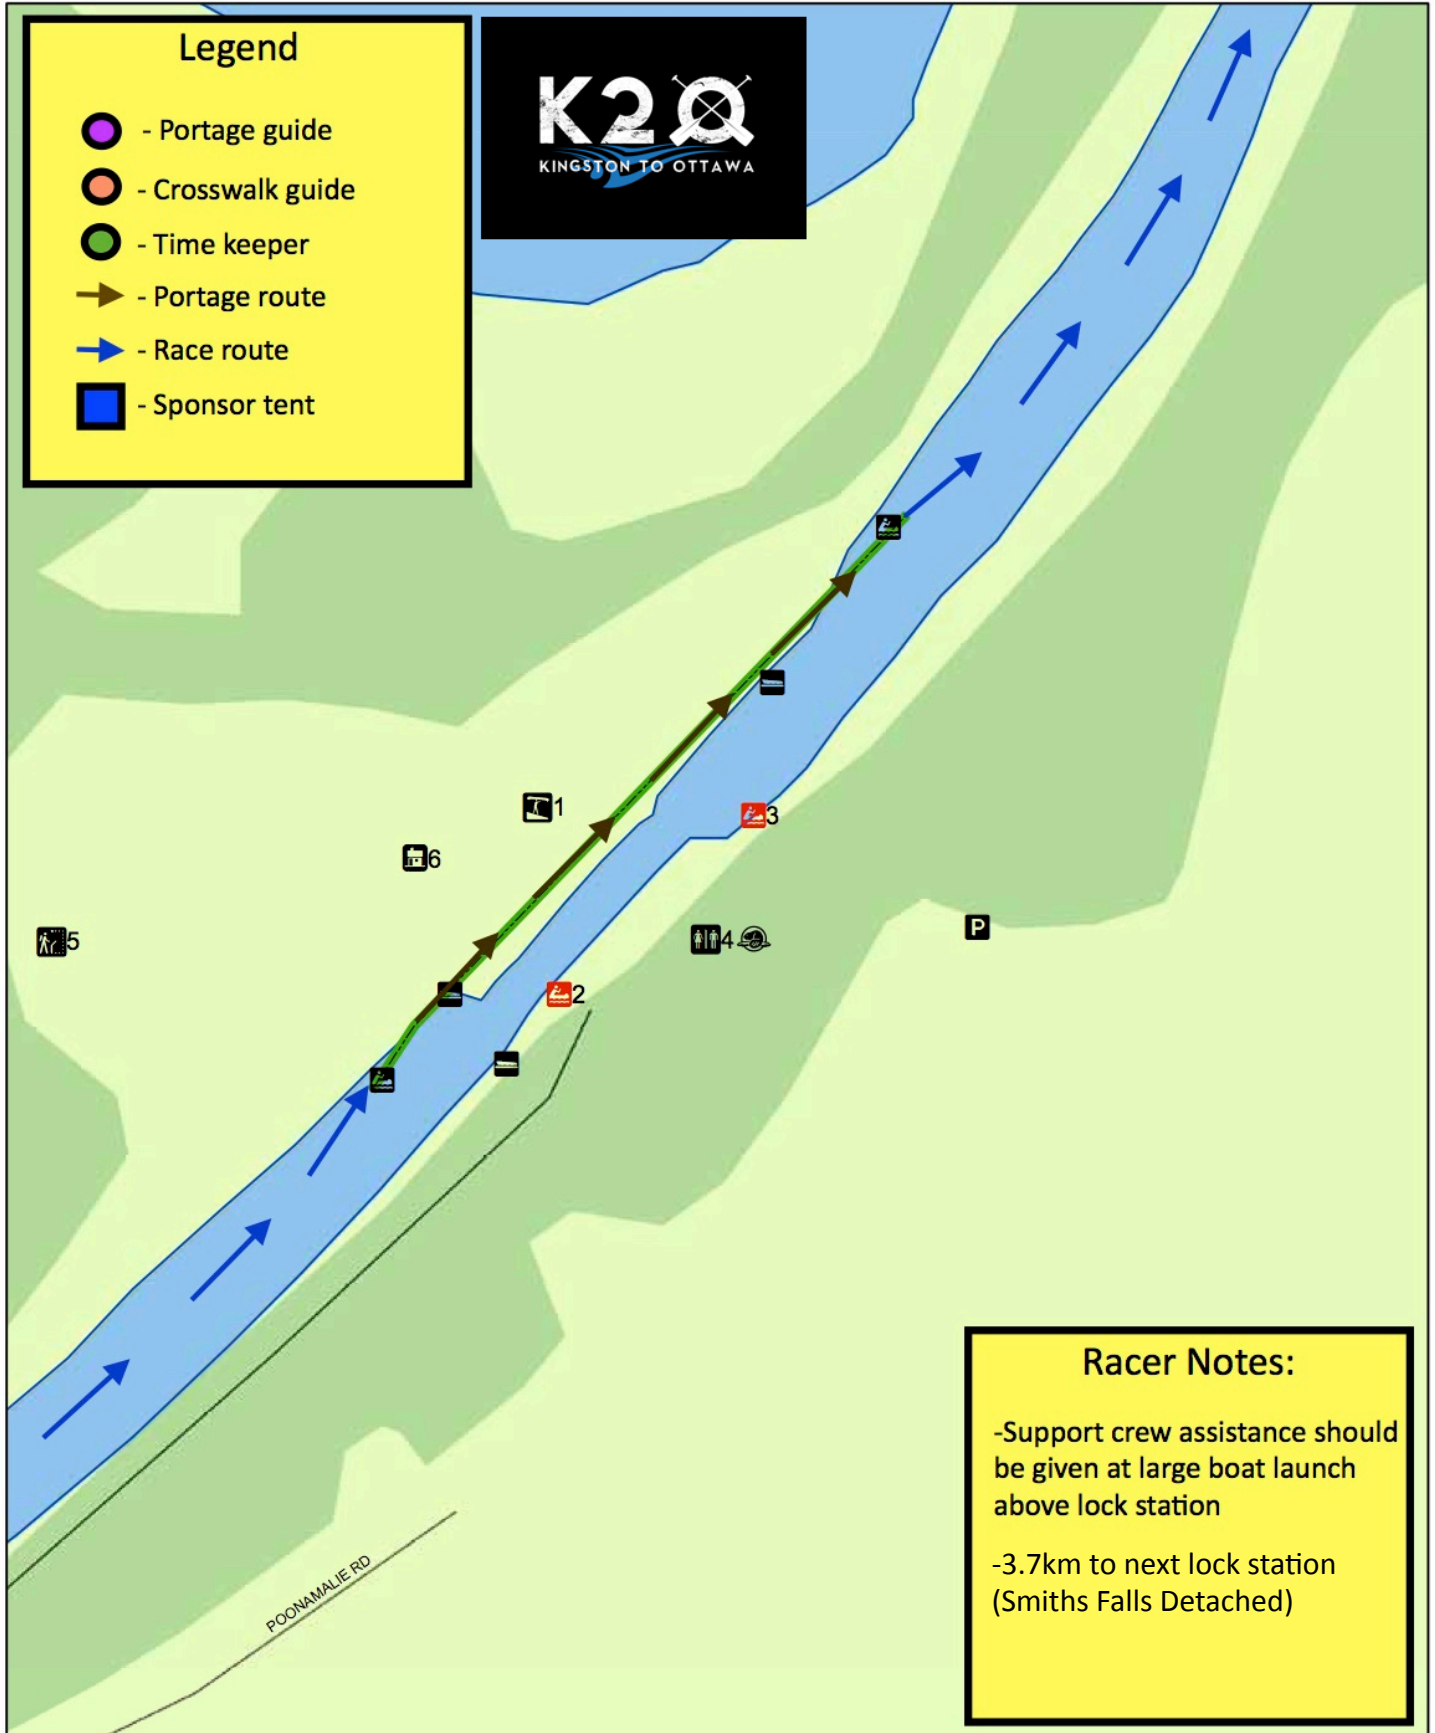 Legend
- Portage guide
- Crosswalk guide
- Time keeper
- Portage route
- Race route
- Sponsor tent
K2O
KINGSTON TO OTTAWA
1
3
6
5
4
P
2
POONAMALIE RD
Racer Notes:
-Support crew assistance should
be given at large boat launch
above lock station
-3.7km to next lock station
(Smiths Falls Detached)